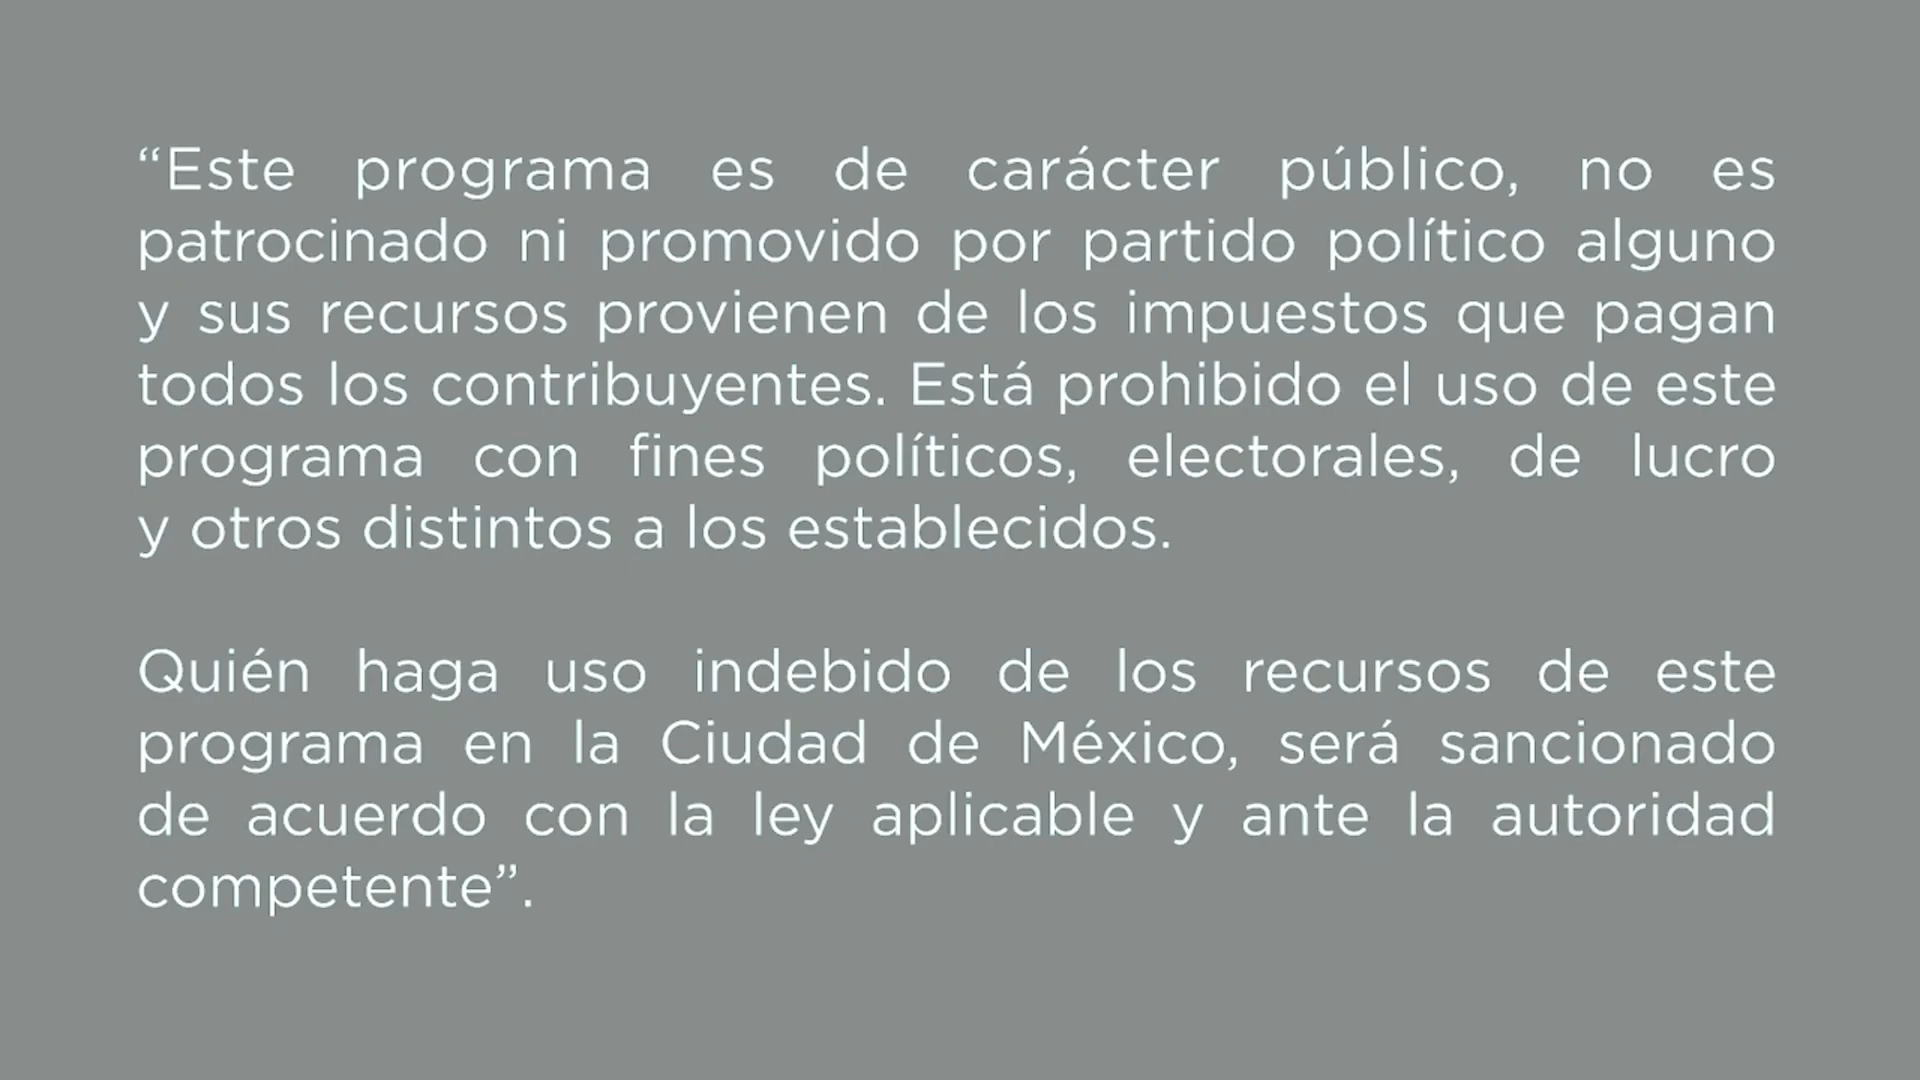 “Este programa es de carácter público, no es
patrocinado ni promovido por partido político alguno
y sus recursos provienen de los impuestos que pagan
todos los contribuyentes. Está prohibido el uso de este
programa con fines políticos, electorales, de lucro
y otros distintos a los establecidos.
Quién haga uso indebido de los recursos de este
programa en la Ciudad de México, será sancionado
de acuerdo con la ley aplicable y ante la autoridad
competente”.